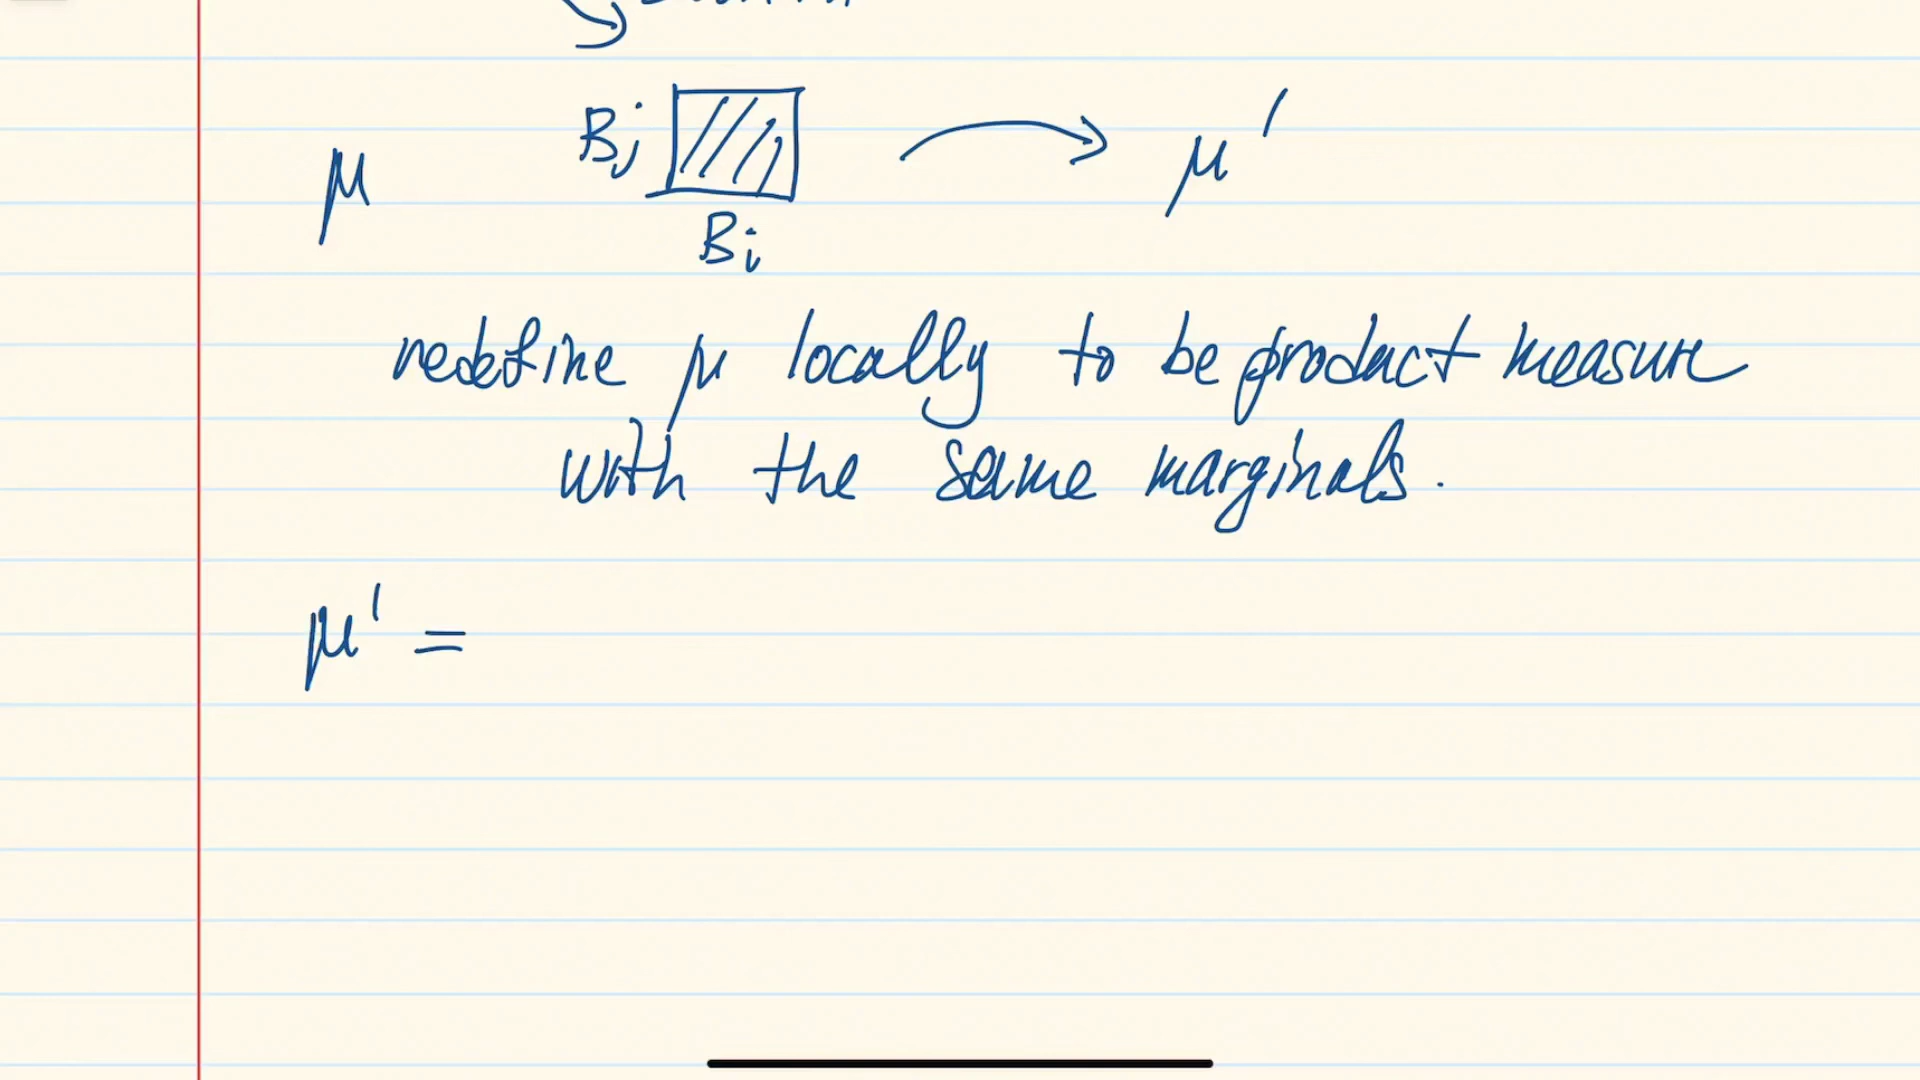 μ B_j B_i μ'
redefine μ locally to be product measure
with the same marginals.
μ' =